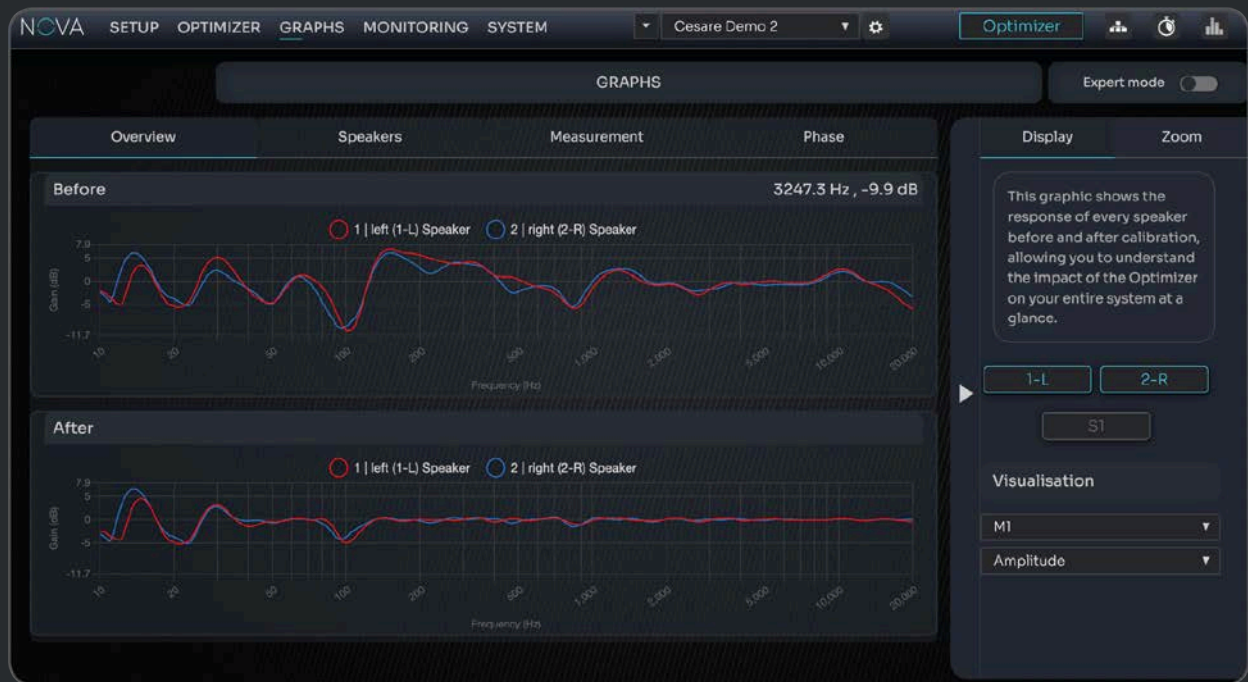 NOVA SETUP OPTIMIZER GRAPHS MONITORING SYSTEM Cesare Demo 2 Optimizer
GRAPHS
Expert mode
Overview Speakers Measurement Phase
Display Zoom
Before
3247.3 Hz , -9.9 dB
1 | left (1-L) Speaker 2 | right (2-R) Speaker
7.9
5
0
-5
-11.7
Gain (dB)
10 20 50 100 200 500 1,000 2,000 5,000 10,000 20,000
Frequency (Hz)
After
1 | left (1-L) Speaker 2 | right (2-R) Speaker
7.9
5
0
-5
-11.7
Gain (dB)
10 20 50 100 200 500 1,000 2,000 5,000 10,000 20,000
Frequency (Hz)
This graphic shows the
response of every speaker
before and after calibration,
allowing you to understand
the impact of the Optimizer
on your entire system at a
glance.
1-L 2-R
S1
Visualisation
M1
Amplitude